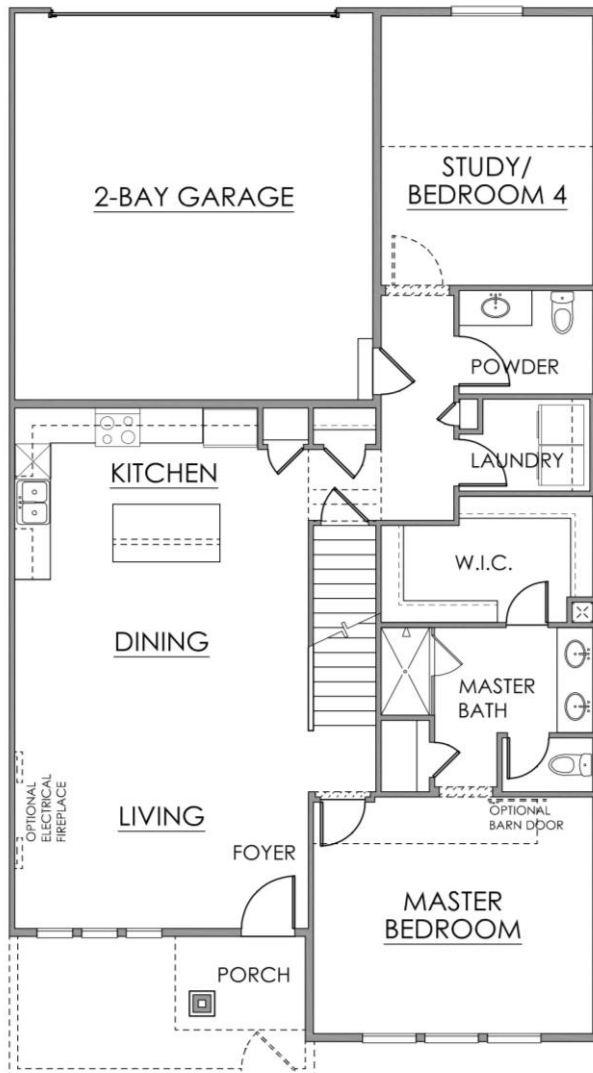 2-BAY GARAGE
STUDY/
BEDROOM 4
POWDER
LAUNDRY
KITCHEN
W.I.C.
DINING
MASTER
BATH
OPTIONAL
ELECTRICAL
FIREPLACE
LIVING
OPTIONAL
BARN DOOR
FOYER
MASTER
BEDROOM
PORCH